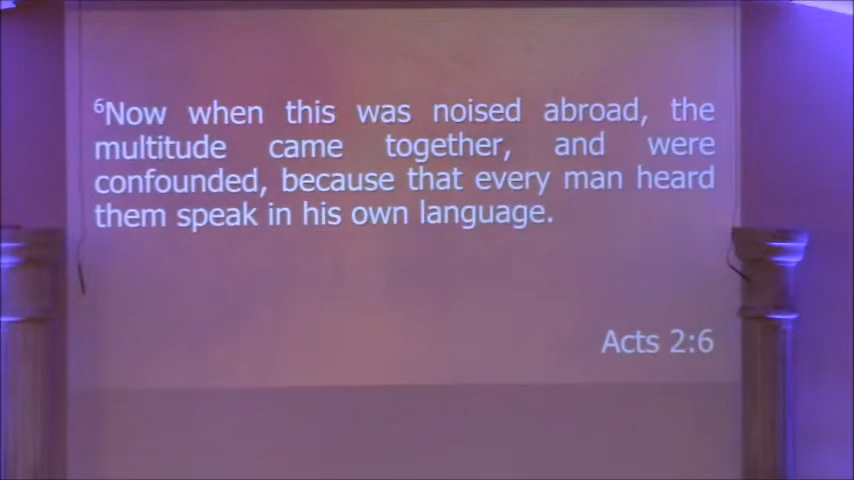 ⁶Now when this was noised abroad, the
multitude came together, and were
confounded, because that every man heard
them speak in his own language.
Acts 2:6